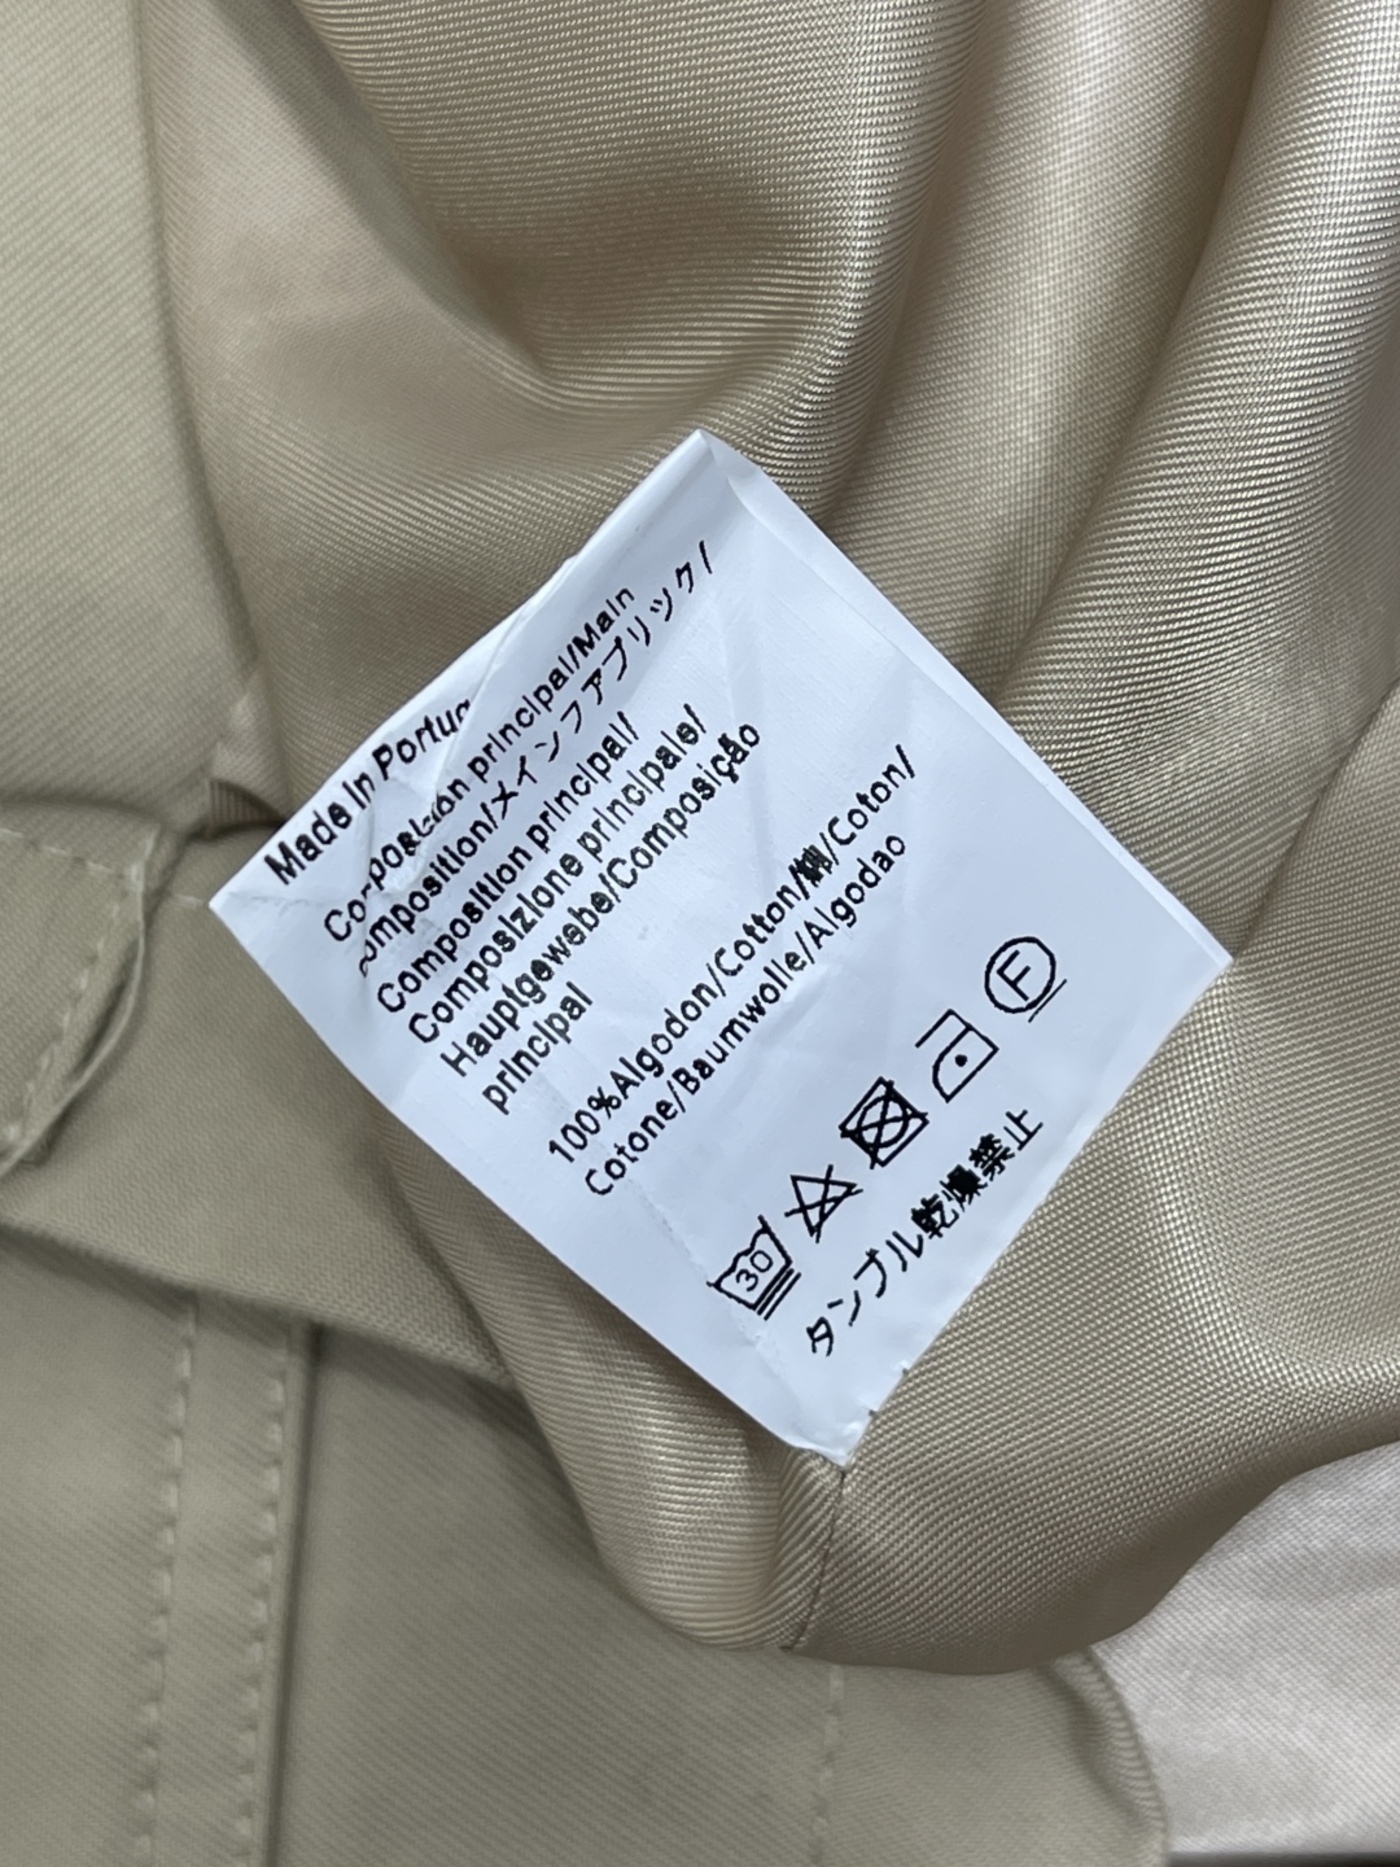 Made in Portug
Composición principal/Main
composition/メインファブリック/
Composition principal/
Composizione principale/
Hauptgewebe/Composição
principal
100%Algodon/Cotton/綿/Coton/
Cotone/Baumwolle/Algodao
30 F
タンブル乾燥禁止